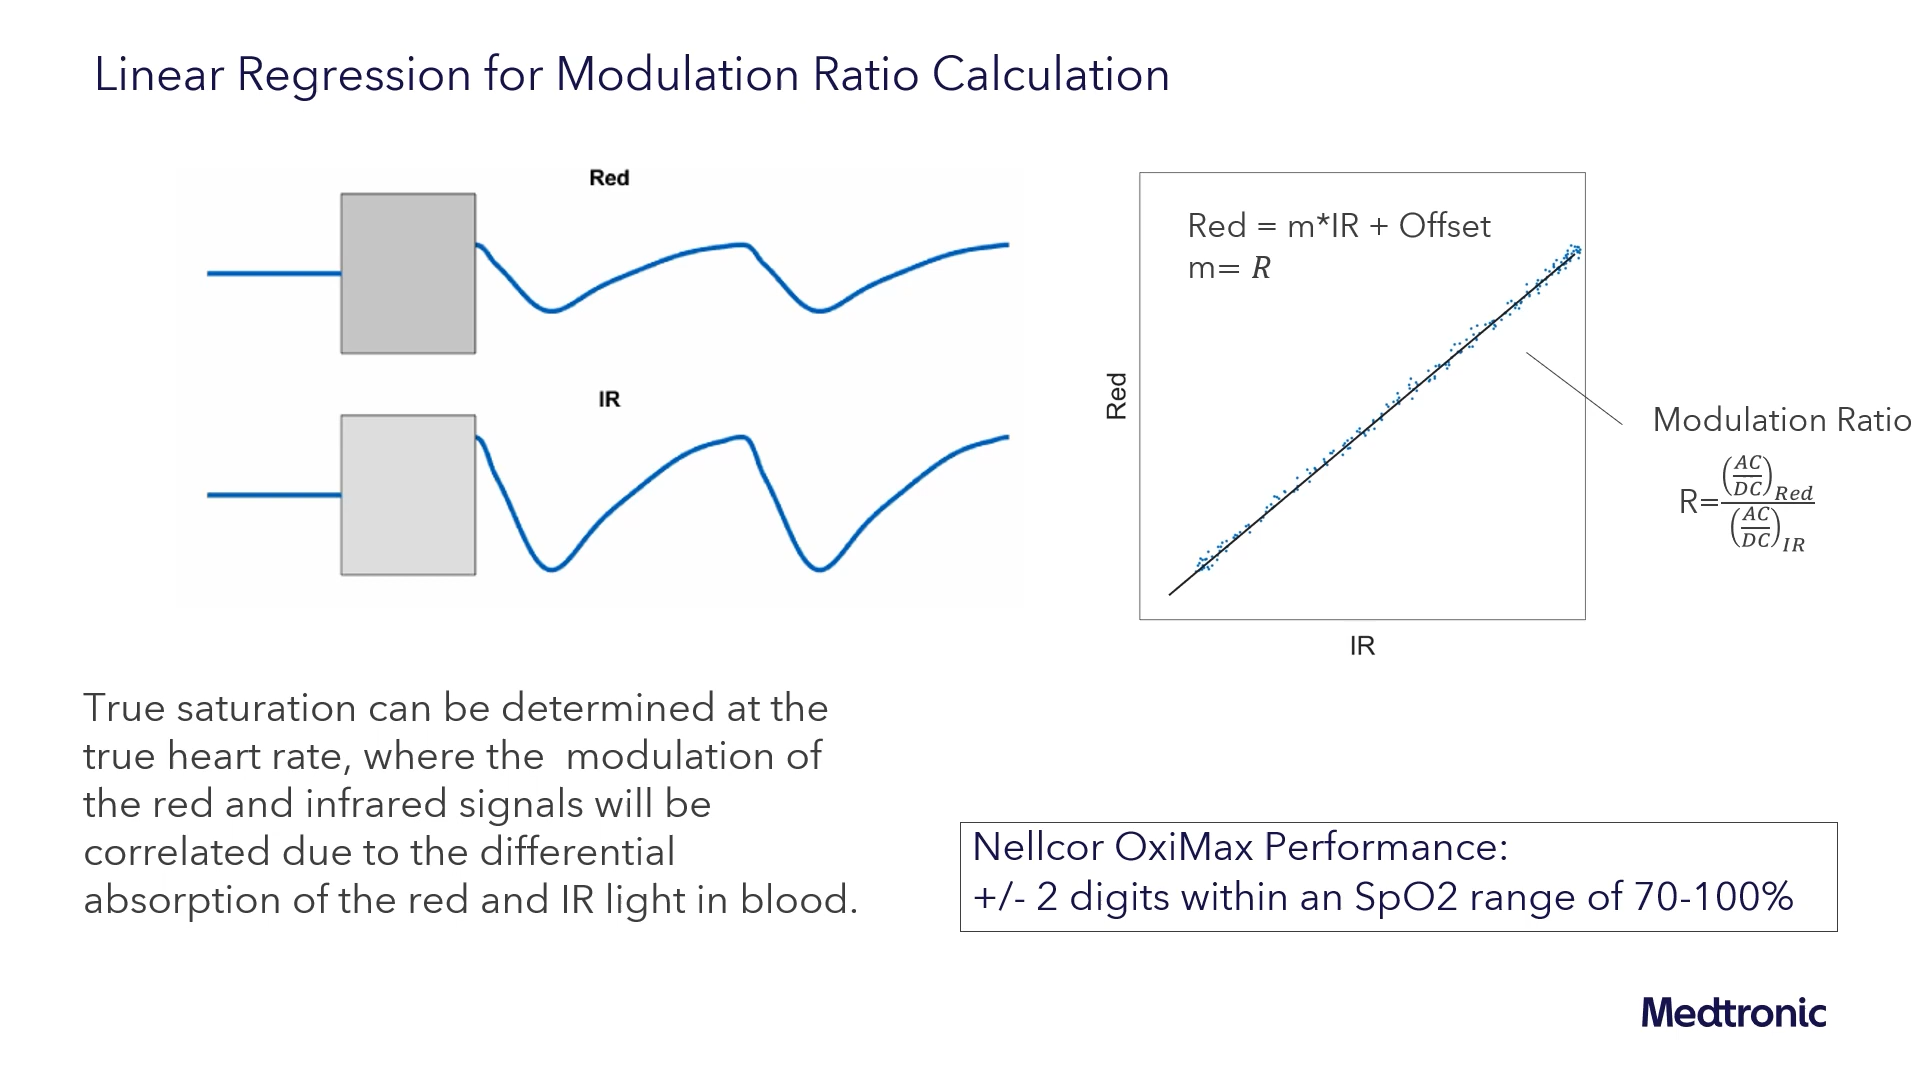 Linear Regression for Modulation Ratio Calculation
Red
IR
Red = m*IR + Offset
m= R
Red
IR
Modulation Ratio
R=(AC/DC)Red/(AC/DC)IR
True saturation can be determined at the
true heart rate, where the  modulation of
the red and infrared signals will be
correlated due to the differential
absorption of the red and IR light in blood.
Nellcor OxiMax Performance:
+/- 2 digits within an SpO2 range of 70-100%
Medtronic